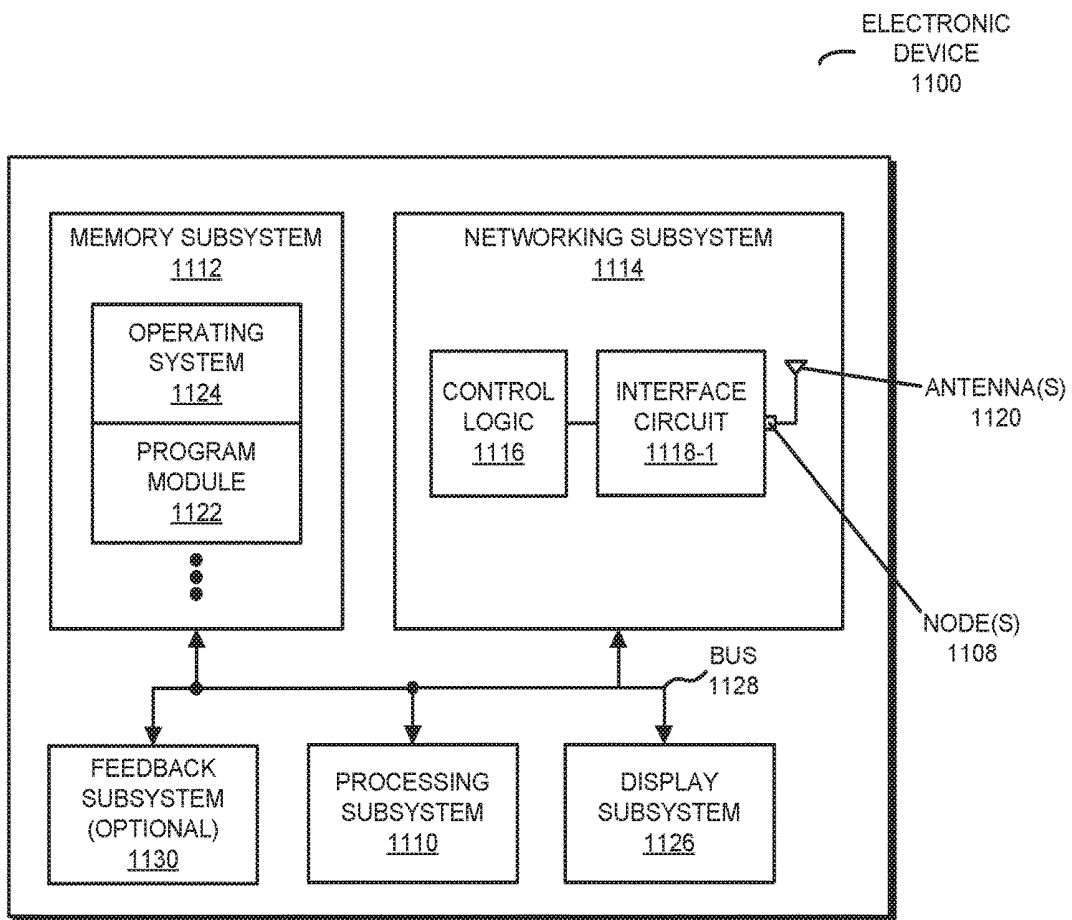 ELECTRONIC
DEVICE
1100
MEMORY SUBSYSTEM
1112
OPERATING
SYSTEM
1124
PROGRAM
MODULE
1122
NETWORKING SUBSYSTEM
1114
CONTROL
LOGIC
1116
INTERFACE
CIRCUIT
1118-1
ANTENNA(S)
1120
NODE(S)
1108
BUS
1128
FEEDBACK
SUBSYSTEM
(OPTIONAL)
1130
PROCESSING
SUBSYSTEM
1110
DISPLAY
SUBSYSTEM
1126